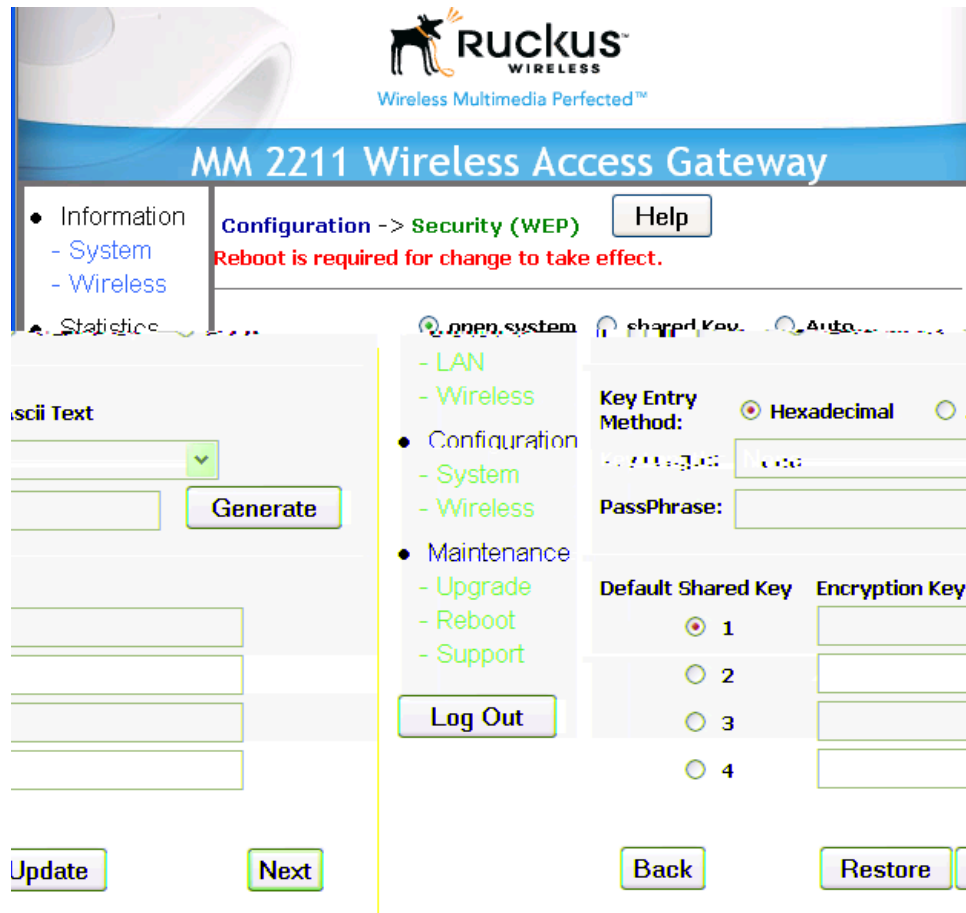 RUCKUS™
WIRELESS
Wireless Multimedia Perfected™
MM 2211 Wireless Access Gateway
• Information
- System
- Wireless
• Statistics
Configuration -> Security (WEP)
Help
Reboot is required for change to take effect.
open system shared Key Auto
- LAN
- Wireless
• Configuration
- System
- Wireless
• Maintenance
- Upgrade
- Reboot
- Support
Log Out
Key Entry
Method:
Hexadecimal
scii Text
PassPhrase:
Generate
Default Shared Key Encryption Key
1
2
3
4
Back
Restore
Update
Next